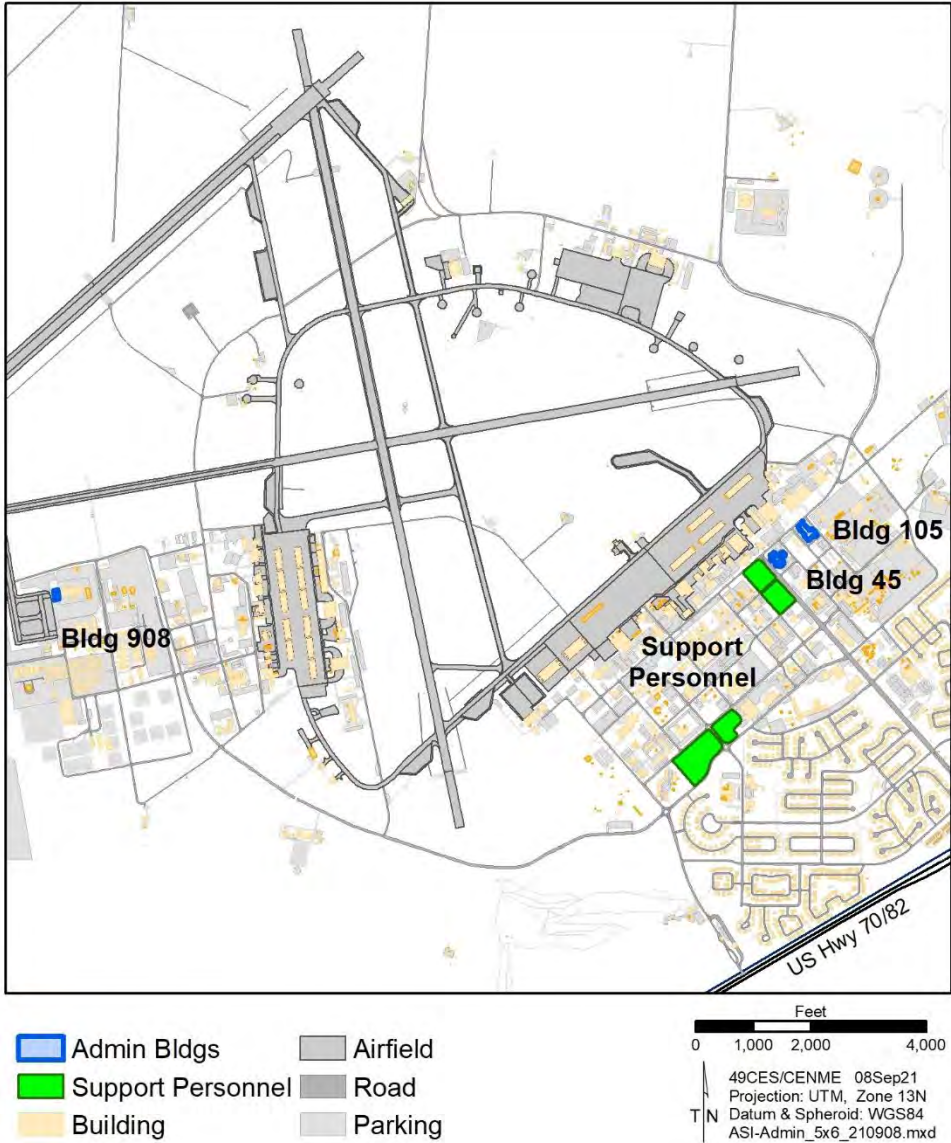 Bldg 105
Bldg 45
Bldg 908
Support
Personnel
US Hwy 70/82
Admin Bldgs
Support Personnel
Building
Airfield
Road
Parking
Feet
0 1,000 2,000 4,000
T N
49CES/CENME 08Sep21
Projection: UTM, Zone 13N
Datum & Spheroid: WGS84
ASI-Admin_5x6_210908.mxd